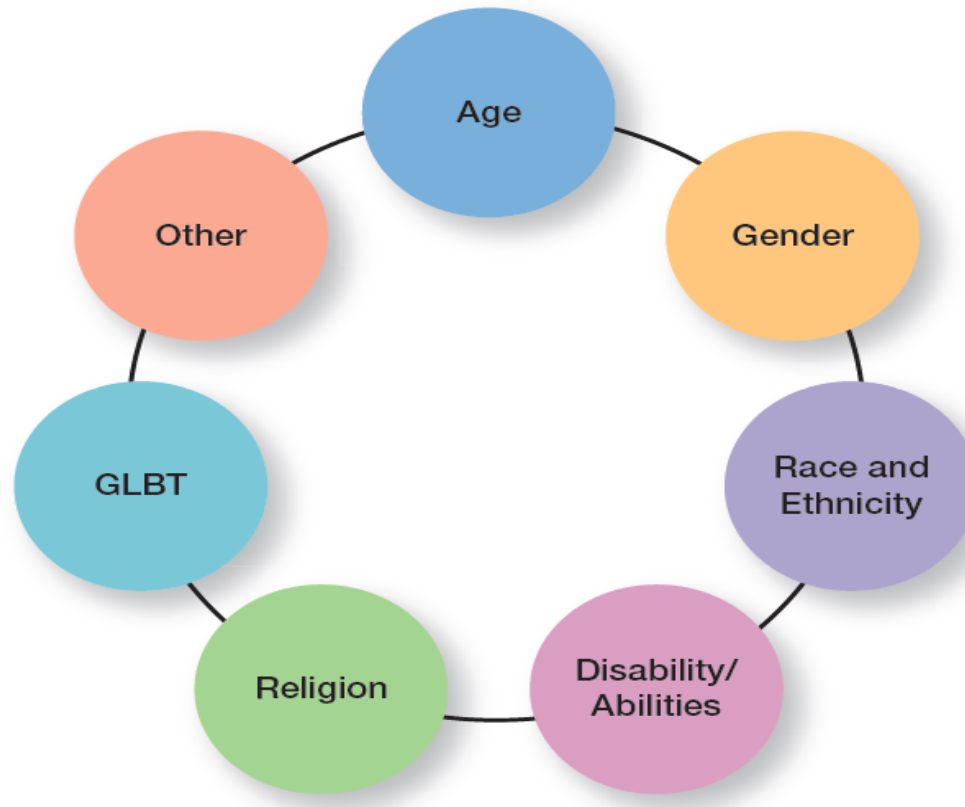 Age
Gender
Race and
Ethnicity
Disability/
Abilities
Religion
GLBT
Other